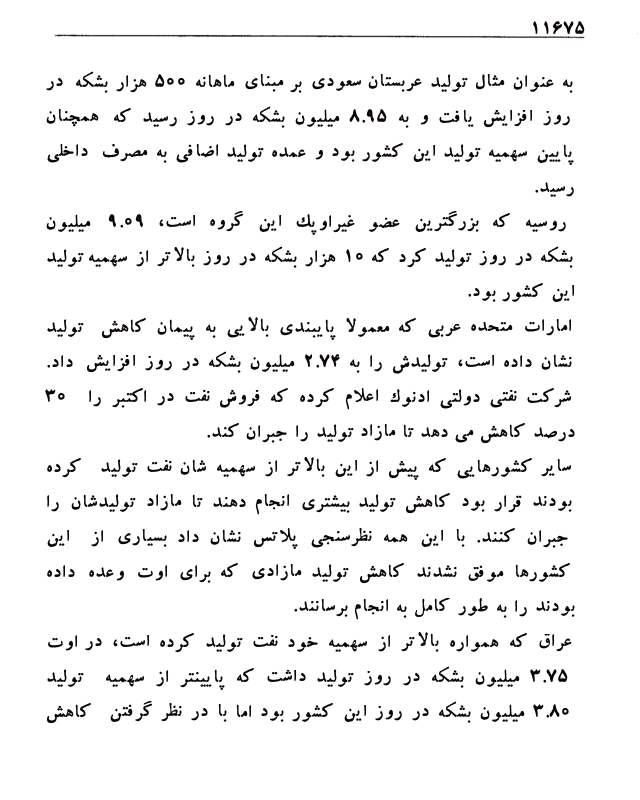 ۱۱۶۷۵
به عنوان مثال تولید عربستان سعودی بر مبنای ماهانه ۵۰۰ هزار بشکه در
روز افزایش یافت و به ۸.۹۵ میلیون بشکه در روز رسید که همچنان
پایین سهمیه تولید این کشور بود و عمده تولید اضافی به مصرف داخلی
رسید.
روسیه که بزرگترین عضو غیراوپك این گروه است، ۹.۰۹ میلیون
بشکه در روز تولید کرد که ۱۰ هزار بشکه در روز بالاتر از سهمیه تولید
این کشور بود.
امارات متحده عربی که معمولا پایبندی بالایی به پیمان کاهش تولید
نشان داده است، تولیدش را به ۲.۷۴ میلیون بشکه در روز افزایش داد.
شرکت نفتی دولتی ادنوك اعلام کرده که فروش نفت در اکتبر را ۳۰
درصد کاهش می دهد تا مازاد تولید را جبران کند.
سایر کشورهایی که پیش از این بالاتر از سهمیه شان نفت تولید کرده
بودند قرار بود کاهش تولید بیشتری انجام دهند تا مازاد تولیدشان را
جبران کنند. با این همه نظرسنجی پلاتس نشان داد بسیاری از این
کشورها موفق نشدند کاهش تولید مازادی که برای اوت وعده داده
بودند را به طور کامل به انجام برسانند.
عراق که همواره بالاتر از سهمیه خود نفت تولید کرده است، در اوت
۳.۷۵ میلیون بشکه در روز تولید داشت که پایینتر از سهمیه تولید
۳.۸۰ میلیون بشکه در روز این کشور بود اما با در نظر گرفتن کاهش